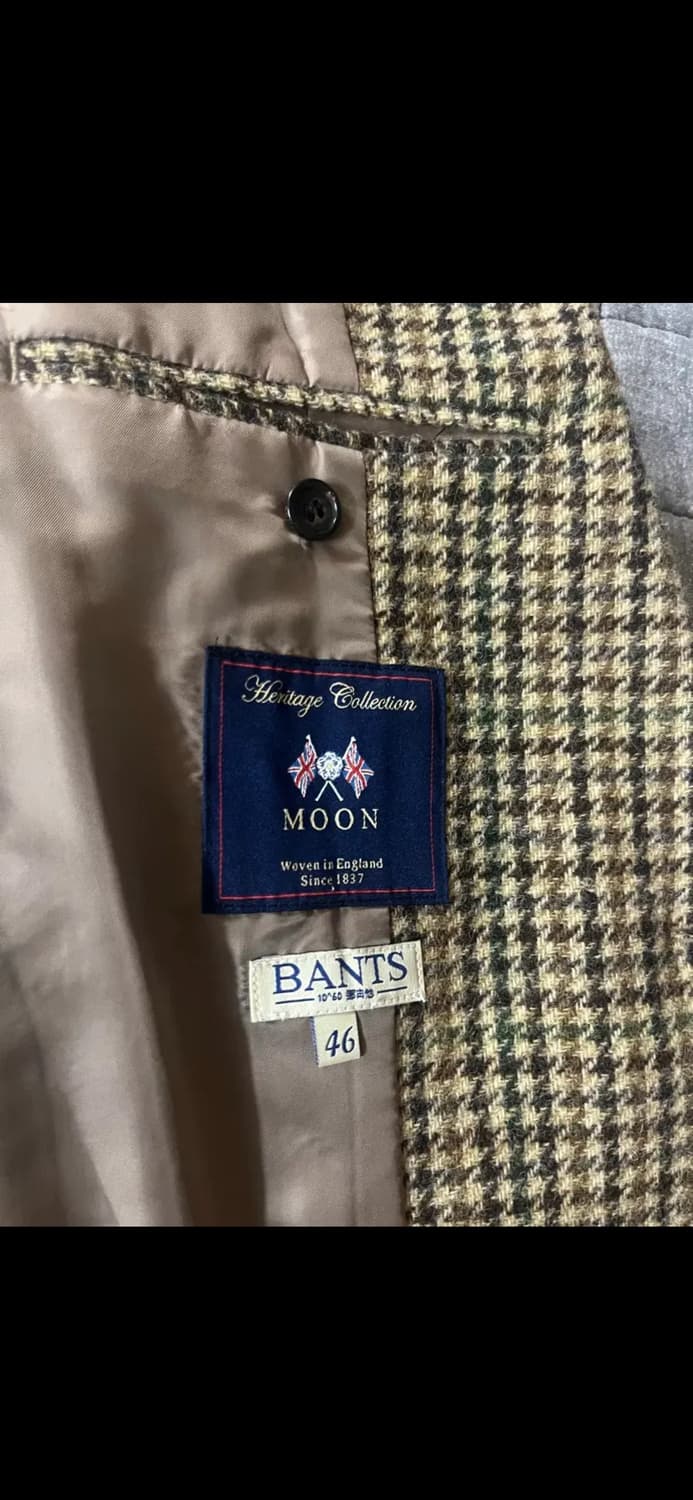 Heritage Collection
MOON
Woven in England
Since 1837
BANTS
46